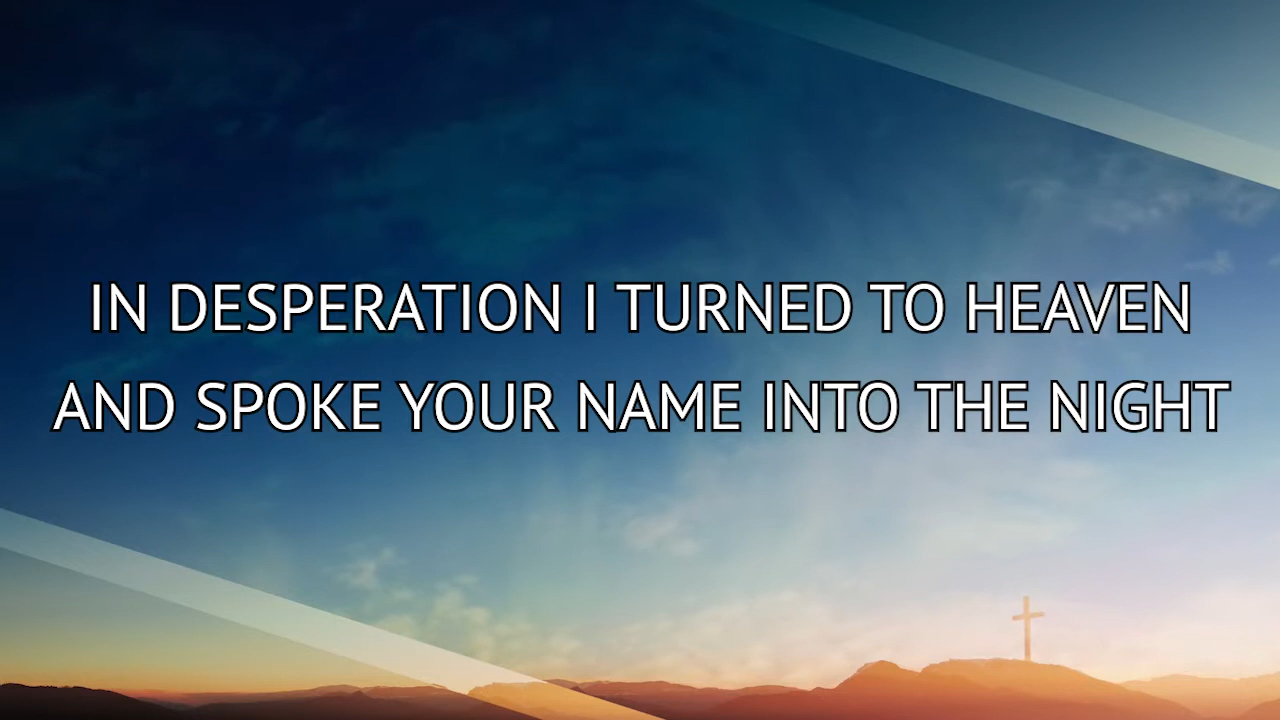 IN DESPERATION I TURNED TO HEAVEN
AND SPOKE YOUR NAME INTO THE NIGHT